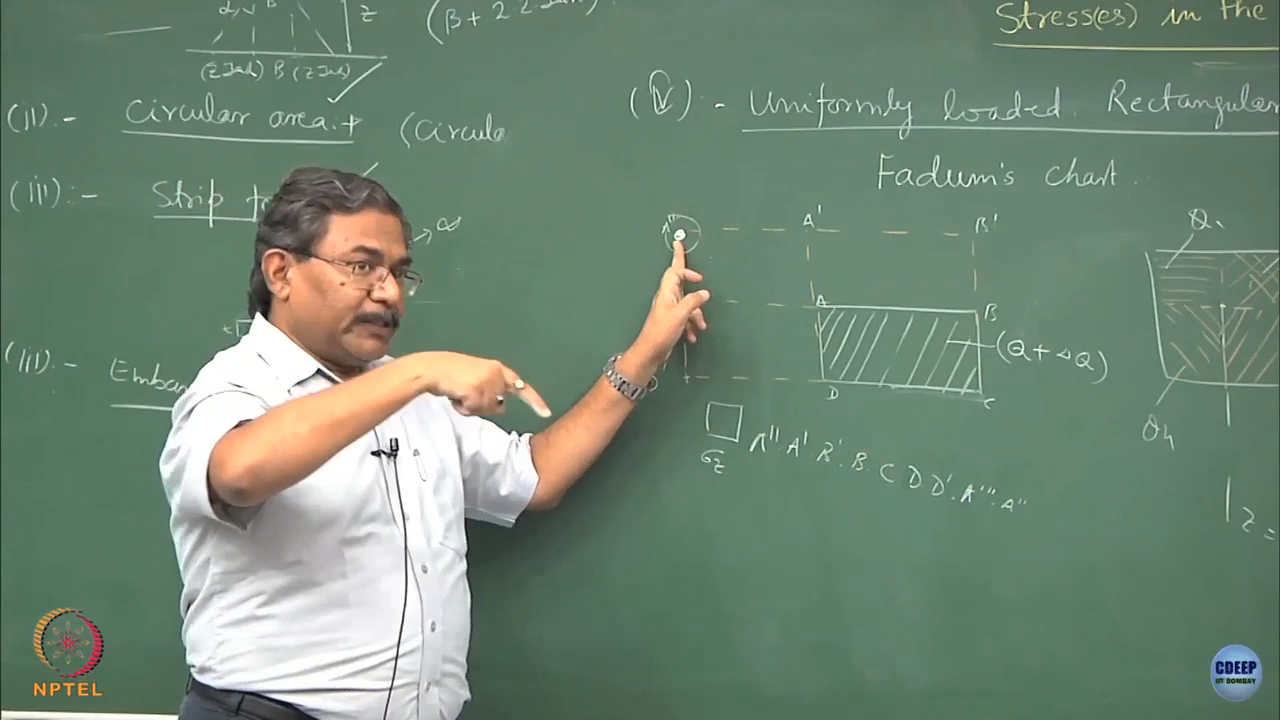 (B + 2 Z
Z
B
(ii).- Circular area. (Circula
(iii):- Strip
∞
(iii) - Emban
Stress(es) in the
(V) - Uniformly loaded. Rectangular
Fadum's chart.
A" A' B'
A B
(Q + ΔQ)
D C
σz
A" A' B' B C D D' A''' A"
Z =
NPTEL
CDEEP
IIT BOMBAY